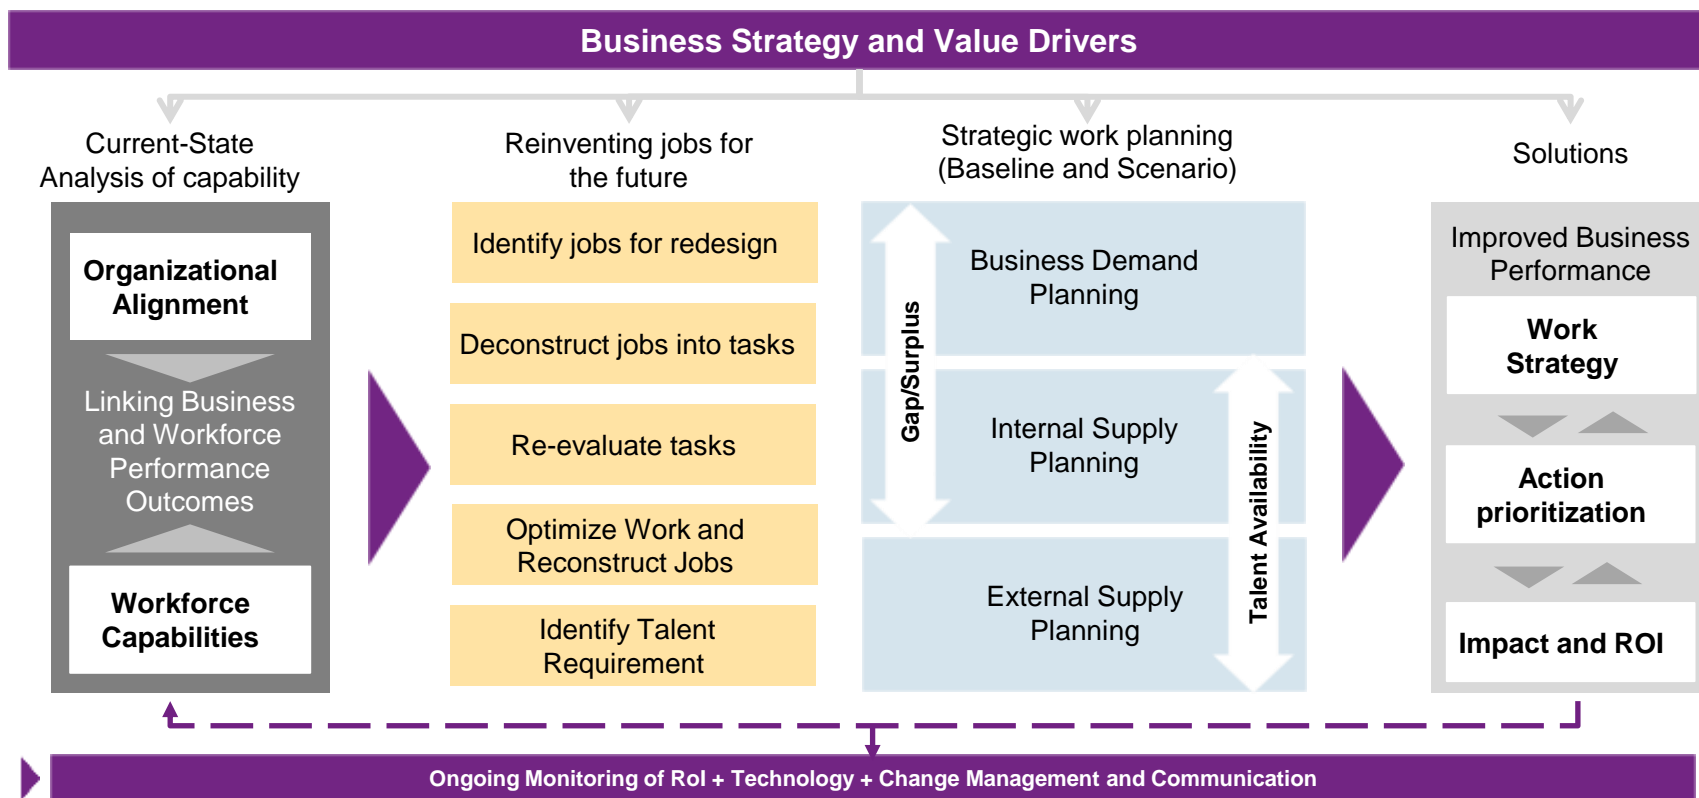 Business Strategy and Value Drivers
Current-State
Analysis of capability
Organizational
Alignment
Linking Business
and Workforce
Performance
Outcomes
Workforce
Capabilities
Reinventing jobs for
the future
Identify jobs for redesign
Deconstruct jobs into tasks
Re-evaluate tasks
Optimize Work and
Reconstruct Jobs
Identify Talent
Requirement
Strategic work planning
(Baseline and Scenario)
Gap/Surplus
Business Demand
Planning
Internal Supply
Planning
External Supply
Planning
Talent Availability
Solutions
Improved Business
Performance
Work
Strategy
Action
prioritization
Impact and ROI
Ongoing Monitoring of RoI + Technology + Change Management and Communication